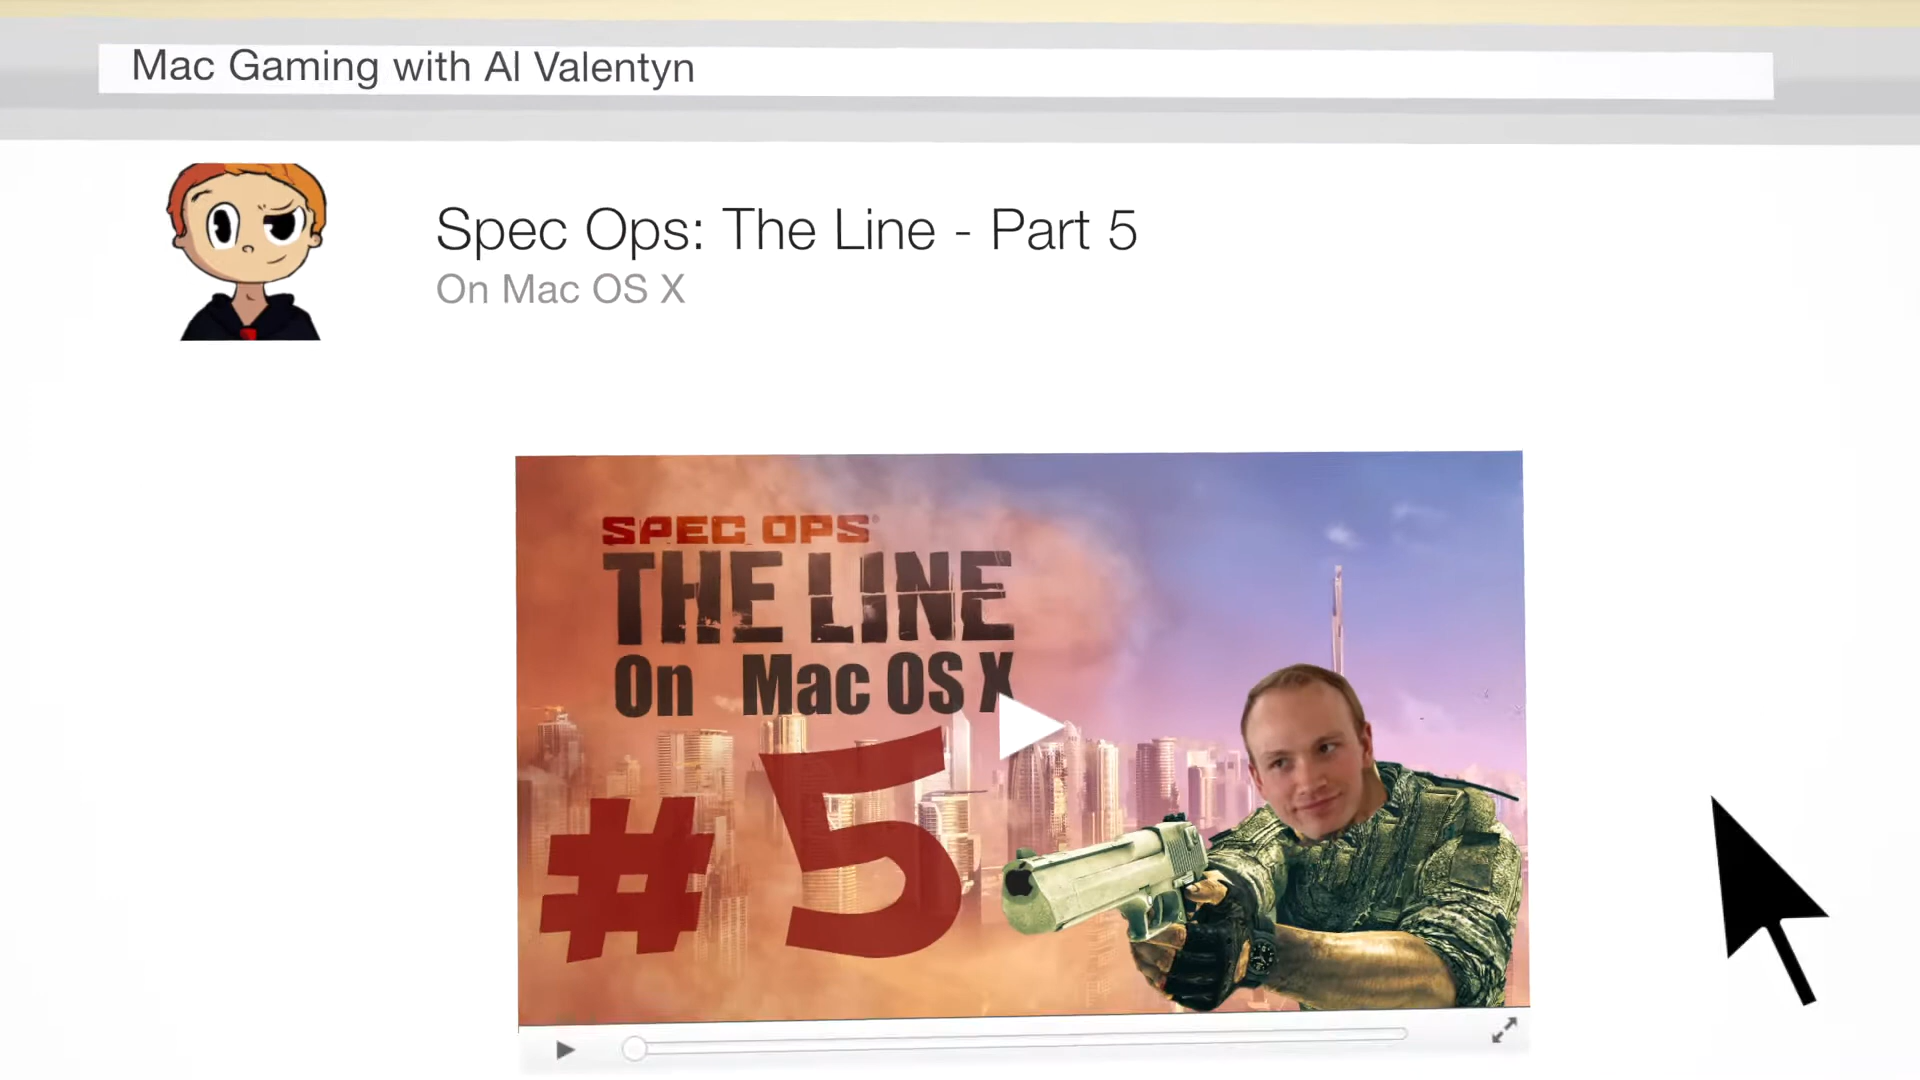 Mac Gaming with Al Valentyn
Spec Ops: The Line - Part 5
On Mac OS X
SPEC OPS
THE LINE
On Mac OS X
#5